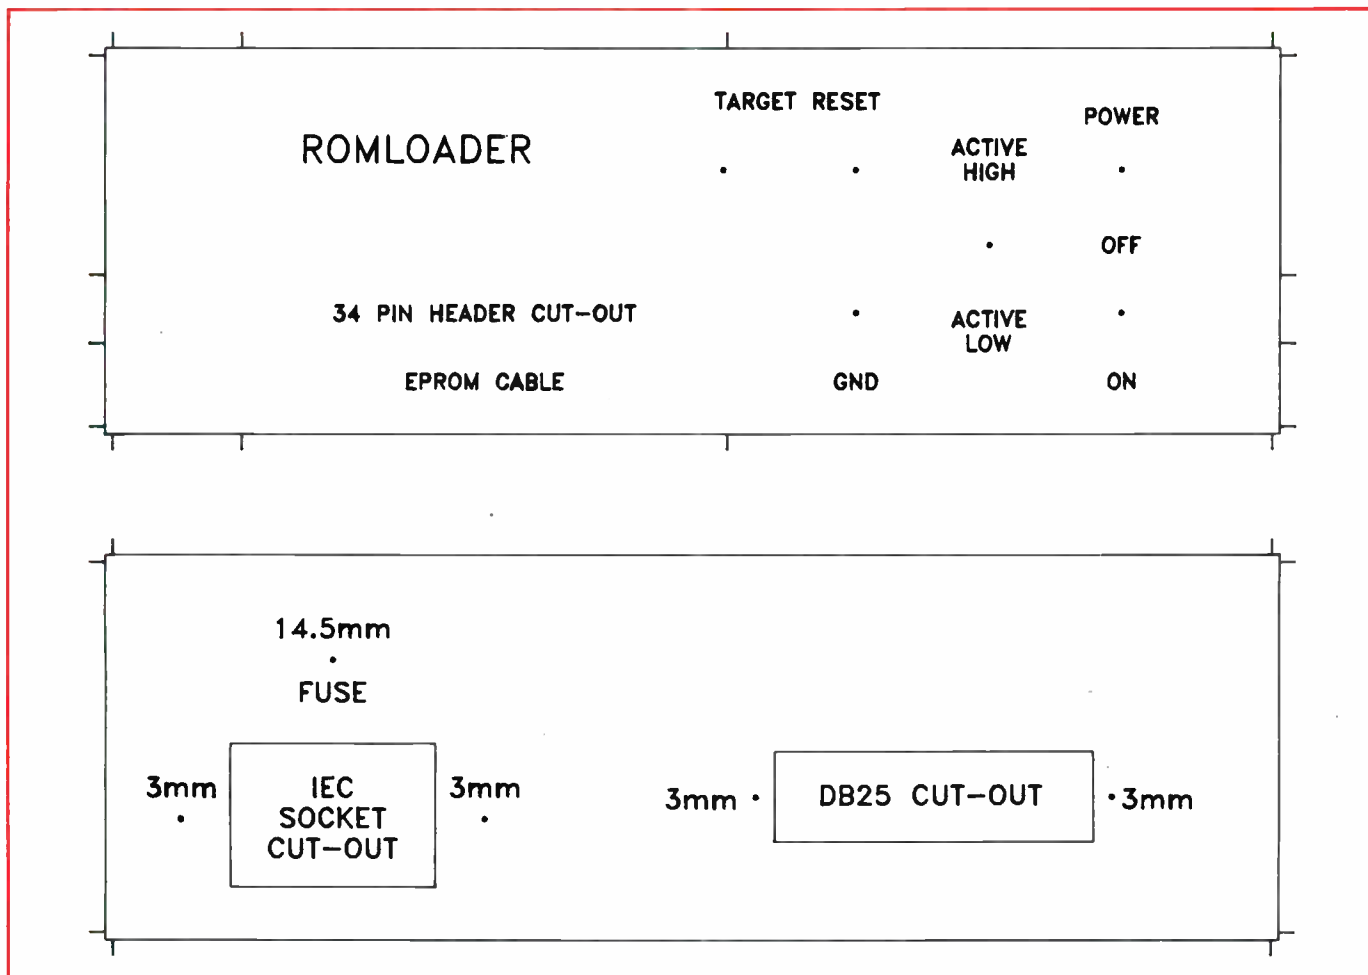 TARGET RESET
POWER
ROMLOADER
ACTIVE
HIGH
OFF
34 PIN HEADER CUT-OUT
ACTIVE
LOW
EPROM CABLE
GND
ON
14.5mm
FUSE
3mm
IEC
SOCKET
CUT-OUT
3mm
3mm
DB25 CUT-OUT
3mm